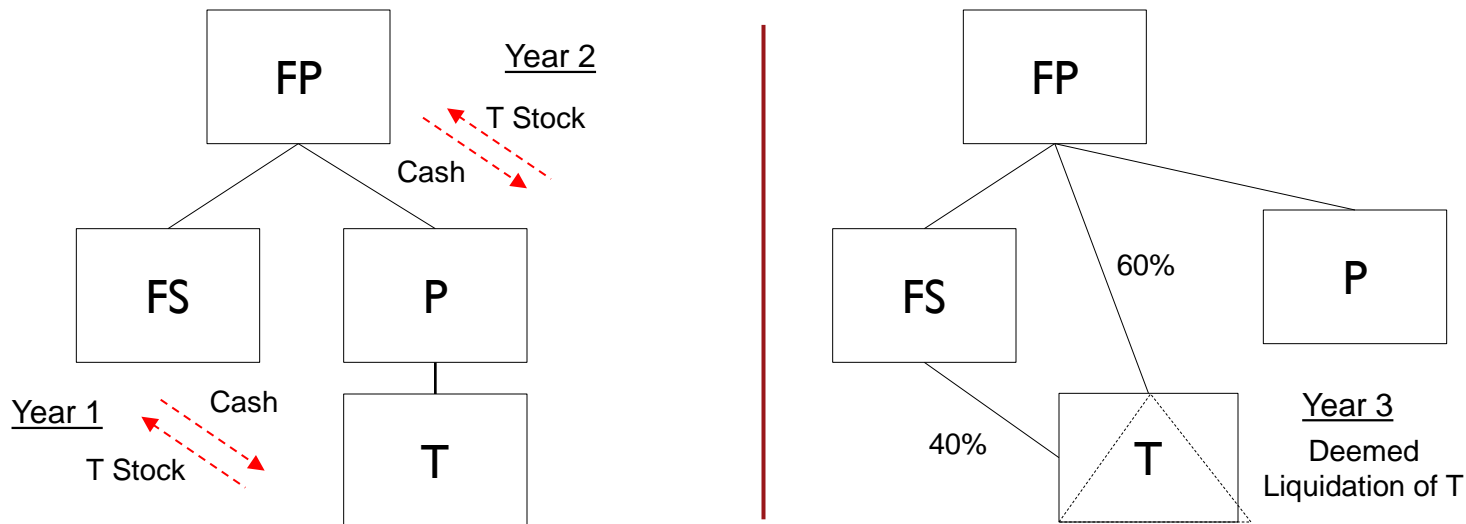 FP
Year 2
T Stock
Cash
FS
P
Year 1
Cash
T Stock
T
FP
60%
FS
P
40%
T
Year 3
Deemed
Liquidation of T